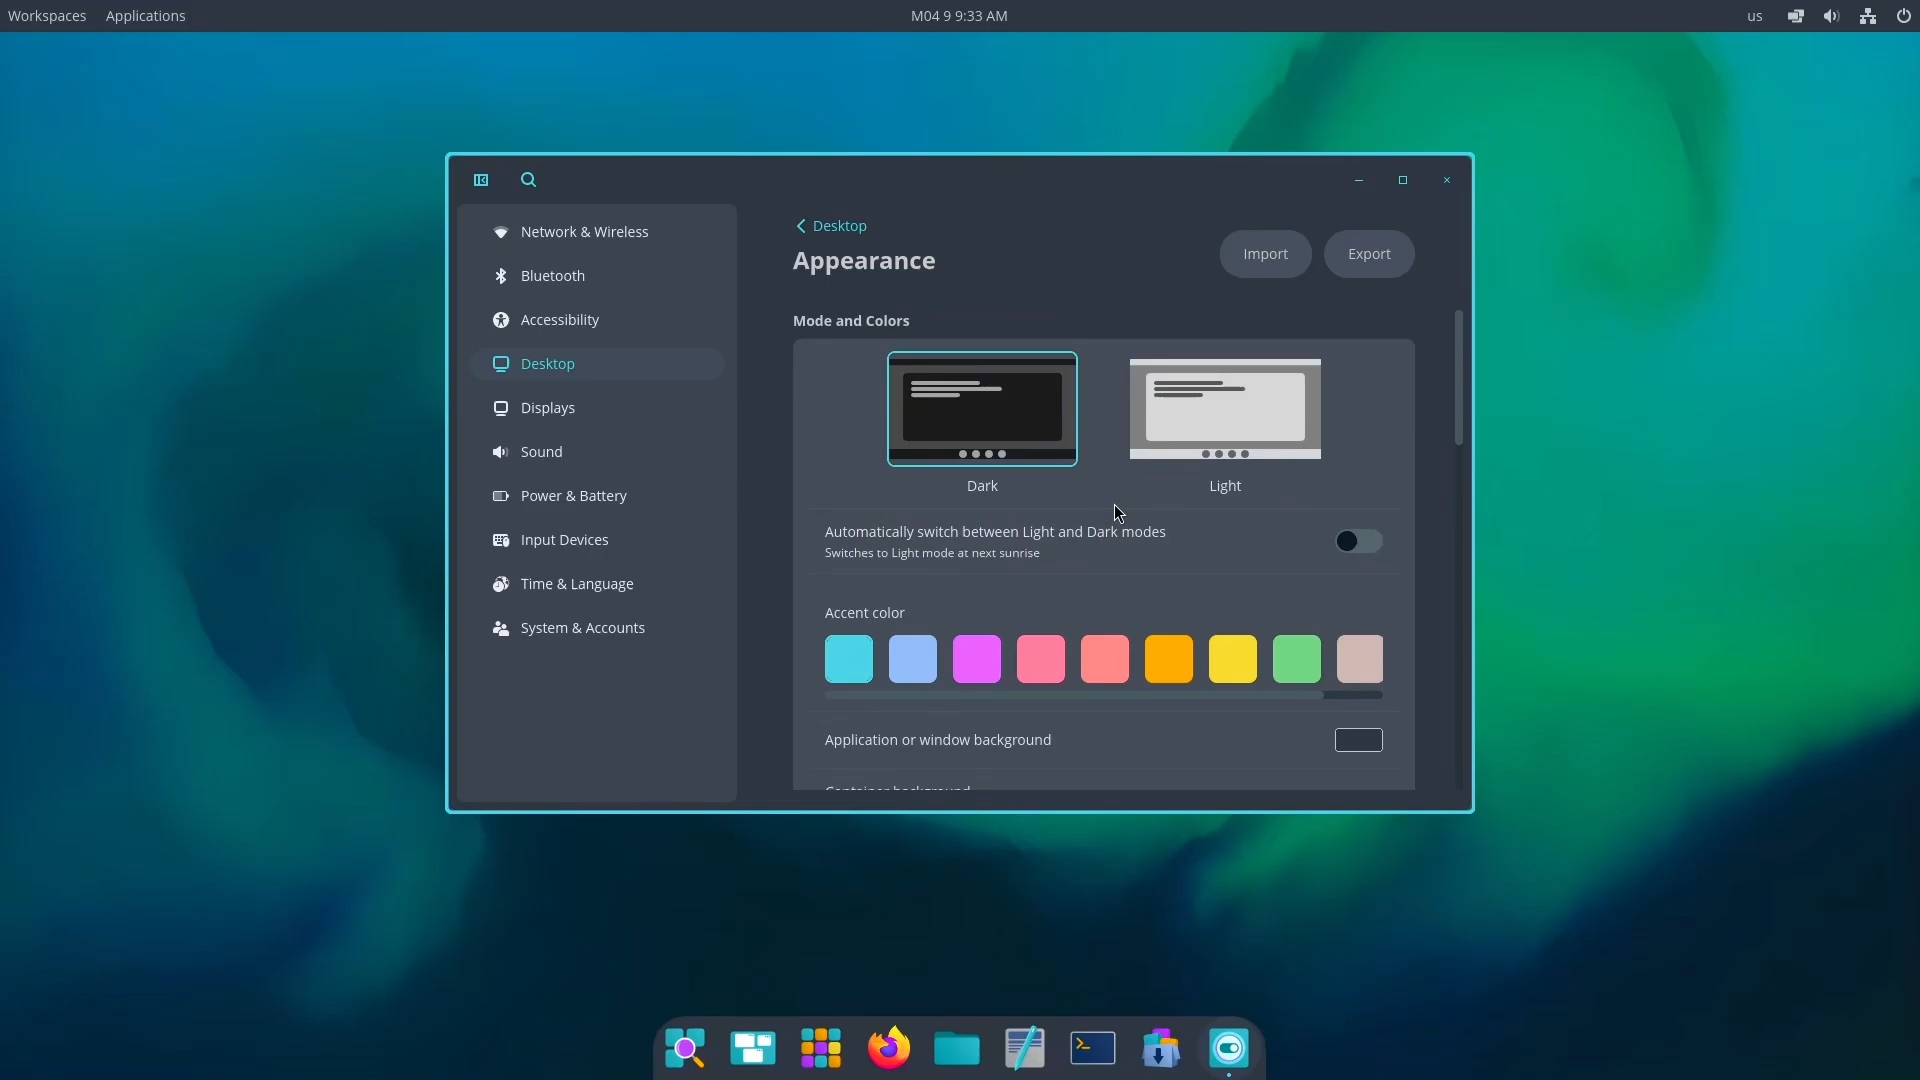 Workspaces Applications M04 9 9:33 AM us
Network & Wireless
Bluetooth
Accessibility
Desktop
Displays
Sound
Power & Battery
Input Devices
Time & Language
System & Accounts
Desktop
Appearance
Import Export
Mode and Colors
Dark Light
Automatically switch between Light and Dark modes
Switches to Light mode at next sunrise
Accent color
Application or window background
Container background